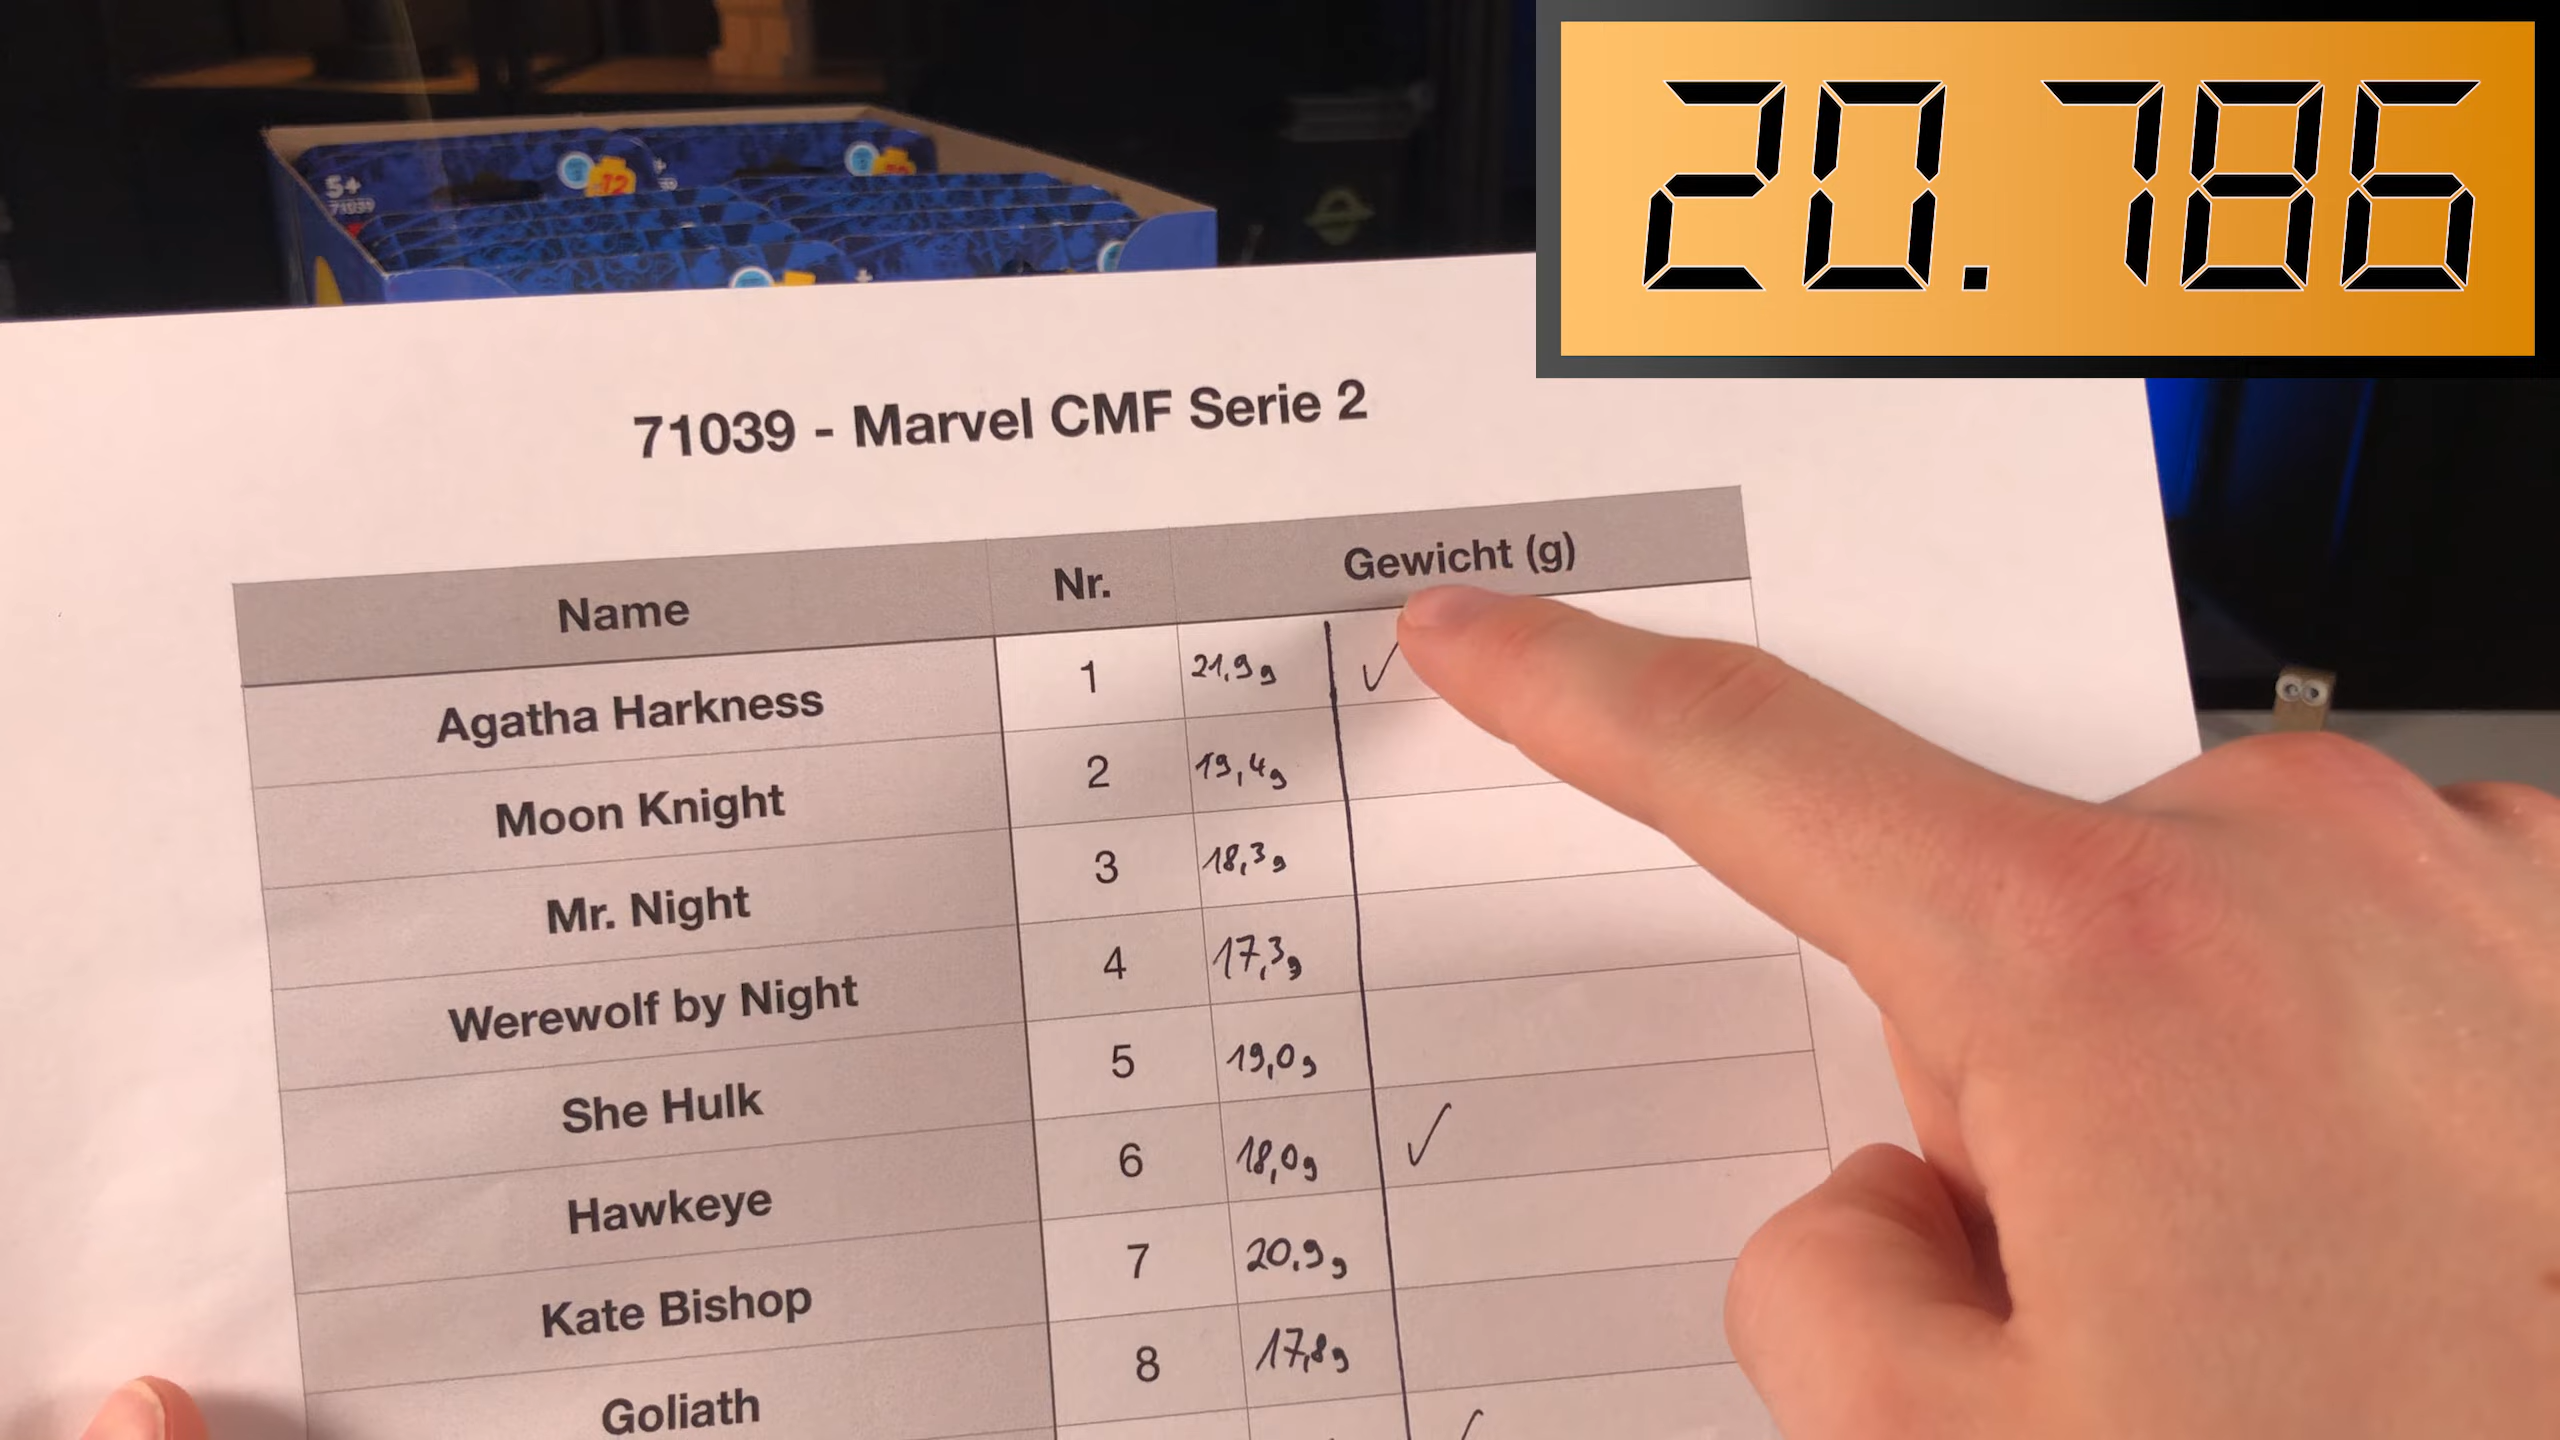 20.786
5+
71039
12
71039 - Marvel CMF Serie 2
Name Nr. Gewicht (g)
Agatha Harkness 1 21,9g ✓
Moon Knight 2 19,4g
Mr. Night 3 18,3g
Werewolf by Night 4 17,3g
She Hulk 5 19,0g
Hawkeye 6 18,0g ✓
Kate Bishop 7 20,9g
Goliath 8 17,8g